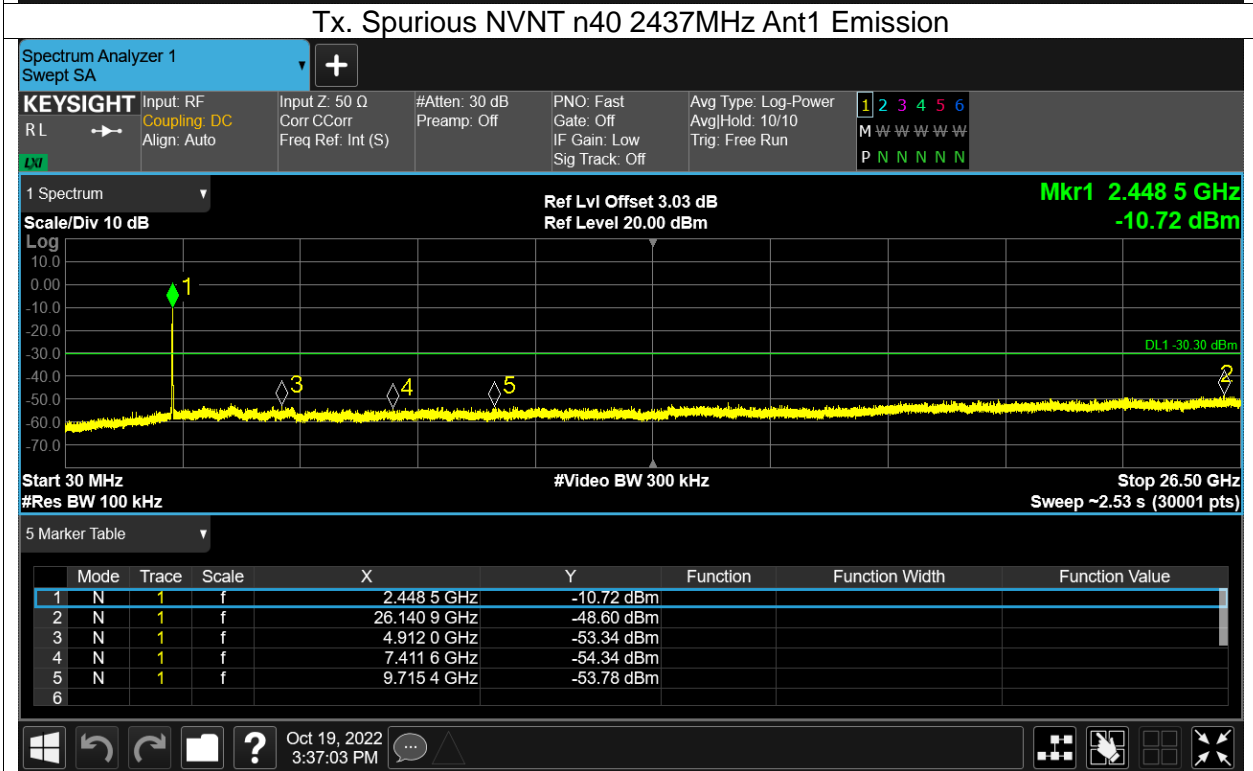 Tx. Spurious NVNT n40 2437MHz Ant1 Emission
Spectrum Analyzer 1
Swept SA
+
KEYSIGHT Input: RF Input Z: 50 Ω #Atten: 30 dB PNO: Fast Avg Type: Log-Power 1 2 3 4 5 6
RL Coupling: DC Corr CCorr Preamp: Off Gate: Off Avg|Hold: 10/10 M W W W W W
Align: Auto Freq Ref: Int (S) IF Gain: Low Trig: Free Run
LXI Sig Track: Off P N N N N N
1 Spectrum Ref Lvl Offset 3.03 dB Mkr1 2.448 5 GHz
Scale/Div 10 dB Ref Level 20.00 dBm -10.72 dBm
Log
10.0
0.00 1
-10.0
-20.0
-30.0 DL1 -30.30 dBm
-40.0 3 4 5 2
-50.0
-60.0
-70.0
Start 30 MHz #Video BW 300 kHz Stop 26.50 GHz
#Res BW 100 kHz Sweep ~2.53 s (30001 pts)
5 Marker Table
Mode Trace Scale X Y Function Function Width Function Value
1 N 1 f 2.448 5 GHz -10.72 dBm
2 N 1 f 26.140 9 GHz -48.60 dBm
3 N 1 f 4.912 0 GHz -53.34 dBm
4 N 1 f 7.411 6 GHz -54.34 dBm
5 N 1 f 9.715 4 GHz -53.78 dBm
6
? Oct 19, 2022
3:37:03 PM